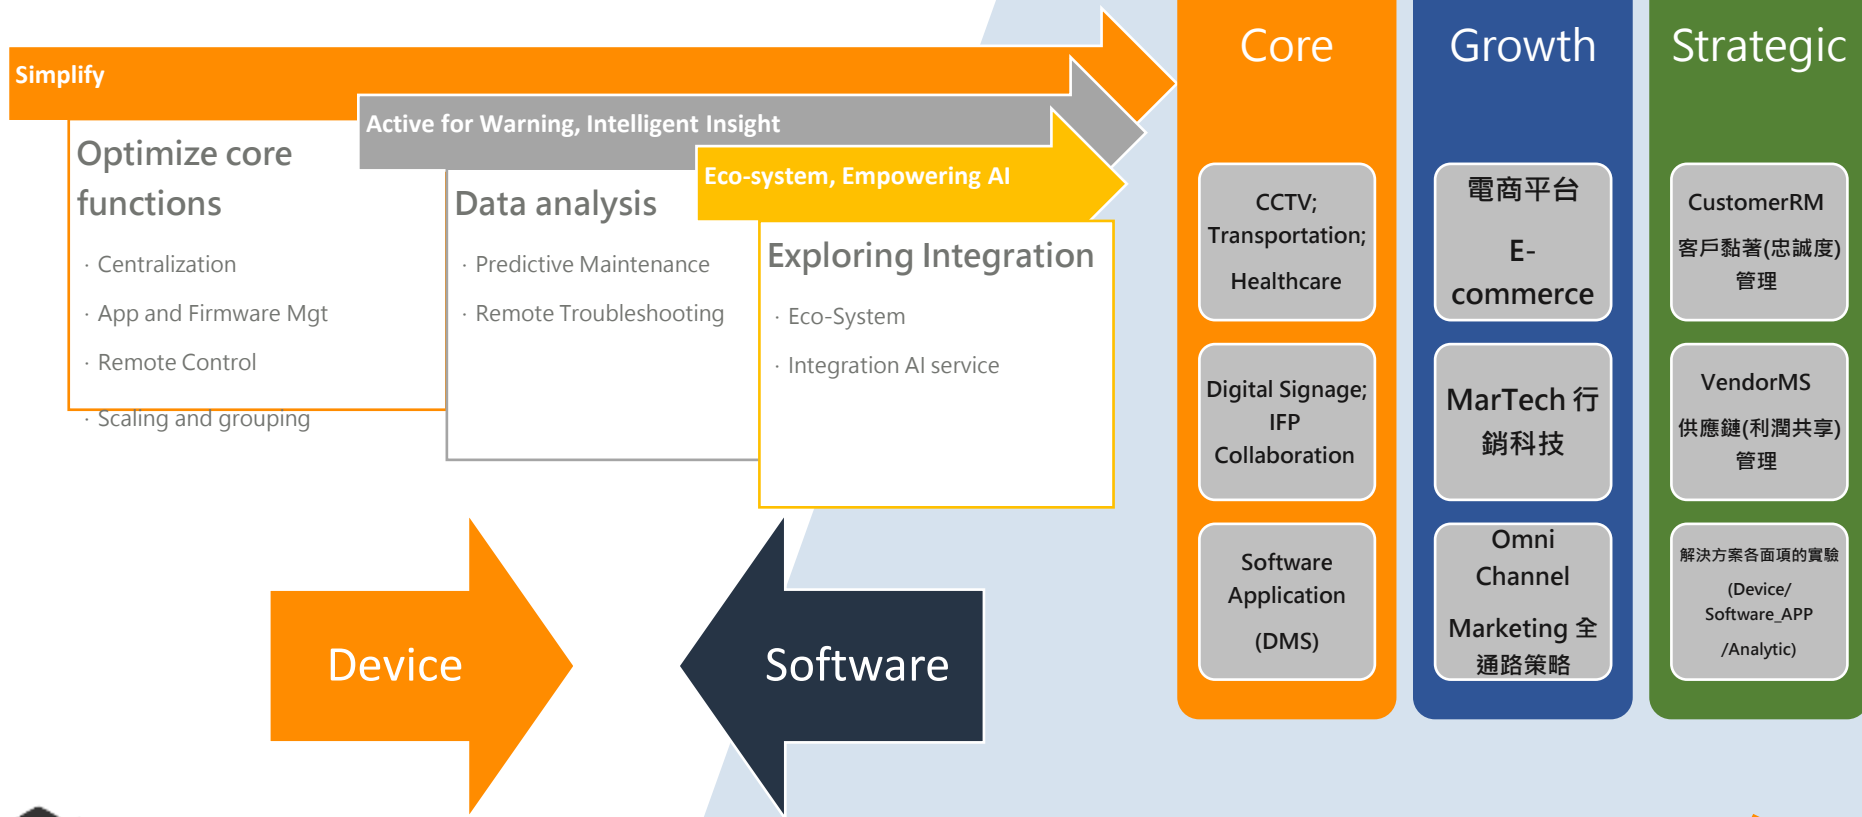 Simplify
Optimize core
functions
· Centralization
· App and Firmware Mgt
· Remote Control
· Scaling and grouping
Active for Warning, Intelligent Insight
Data analysis
· Predictive Maintenance
· Remote Troubleshooting
Eco-system, Empowering AI
Exploring Integration
· Eco-System
· Integration AI service
Device
Software
Core
CCTV;
Transportation;
Healthcare
Digital Signage;
IFP
Collaboration
Software
Application
(DMS)
Growth
電商平台
E-
commerce
MarTech 行
銷科技
Omni
Channel
Marketing 全
通路策略
Strategic
CustomerRM
客戶黏著(忠誠度)
管理
VendorMS
供應鏈(利潤共享)
管理
解決方案各面項的實驗
(Device/
Software_APP
/Analytic)